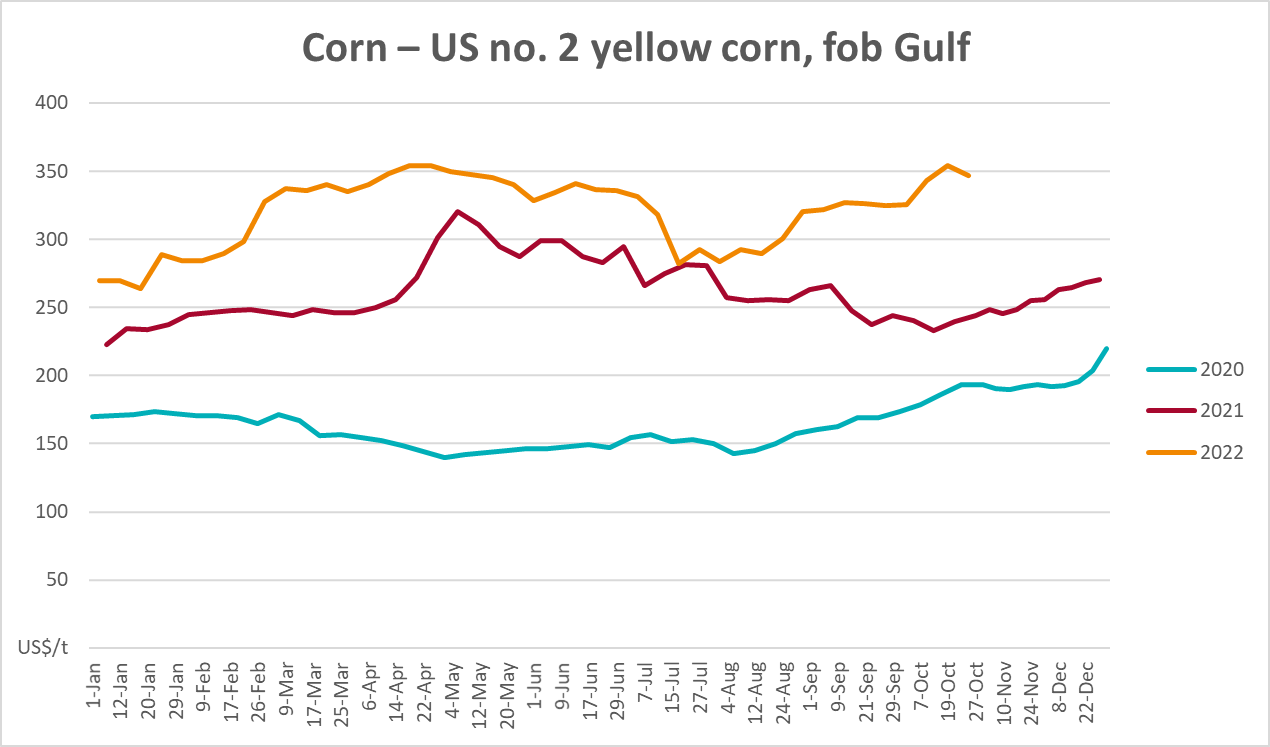 Corn – US no. 2 yellow corn, fob Gulf
400
350
300
250
200
150
100
50
US$/t
2020
2021
2022
1-Jan
12-Jan
20-Jan
29-Jan
9-Feb
17-Feb
26-Feb
9-Mar
17-Mar
25-Mar
6-Apr
14-Apr
22-Apr
4-May
12-May
20-May
1-Jun
9-Jun
17-Jun
29-Jun
7-Jul
15-Jul
27-Jul
4-Aug
12-Aug
24-Aug
1-Sep
9-Sep
21-Sep
29-Sep
7-Oct
19-Oct
27-Oct
10-Nov
24-Nov
8-Dec
22-Dec